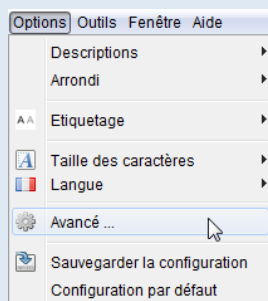 Options Outils Fenêtre Aide
Descriptions
Arrondi
AA Etiquetage
A Taille des caractères
Langue
Avancé ...
Sauvegarder la configuration
Configuration par défaut